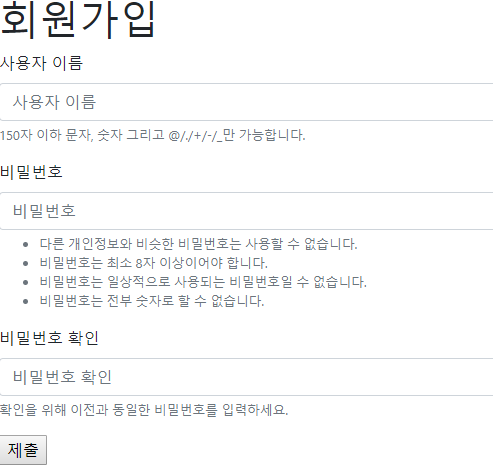 회원가입
사용자 이름
사용자 이름
150자 이하 문자, 숫자 그리고 @/./+/-/_만 가능합니다.
비밀번호
비밀번호
다른 개인정보와 비슷한 비밀번호는 사용할 수 없습니다.
비밀번호는 최소 8자 이상이어야 합니다.
비밀번호는 일상적으로 사용되는 비밀번호일 수 없습니다.
비밀번호는 전부 숫자로 할 수 없습니다.
비밀번호 확인
비밀번호 확인
확인을 위해 이전과 동일한 비밀번호를 입력하세요.
제출